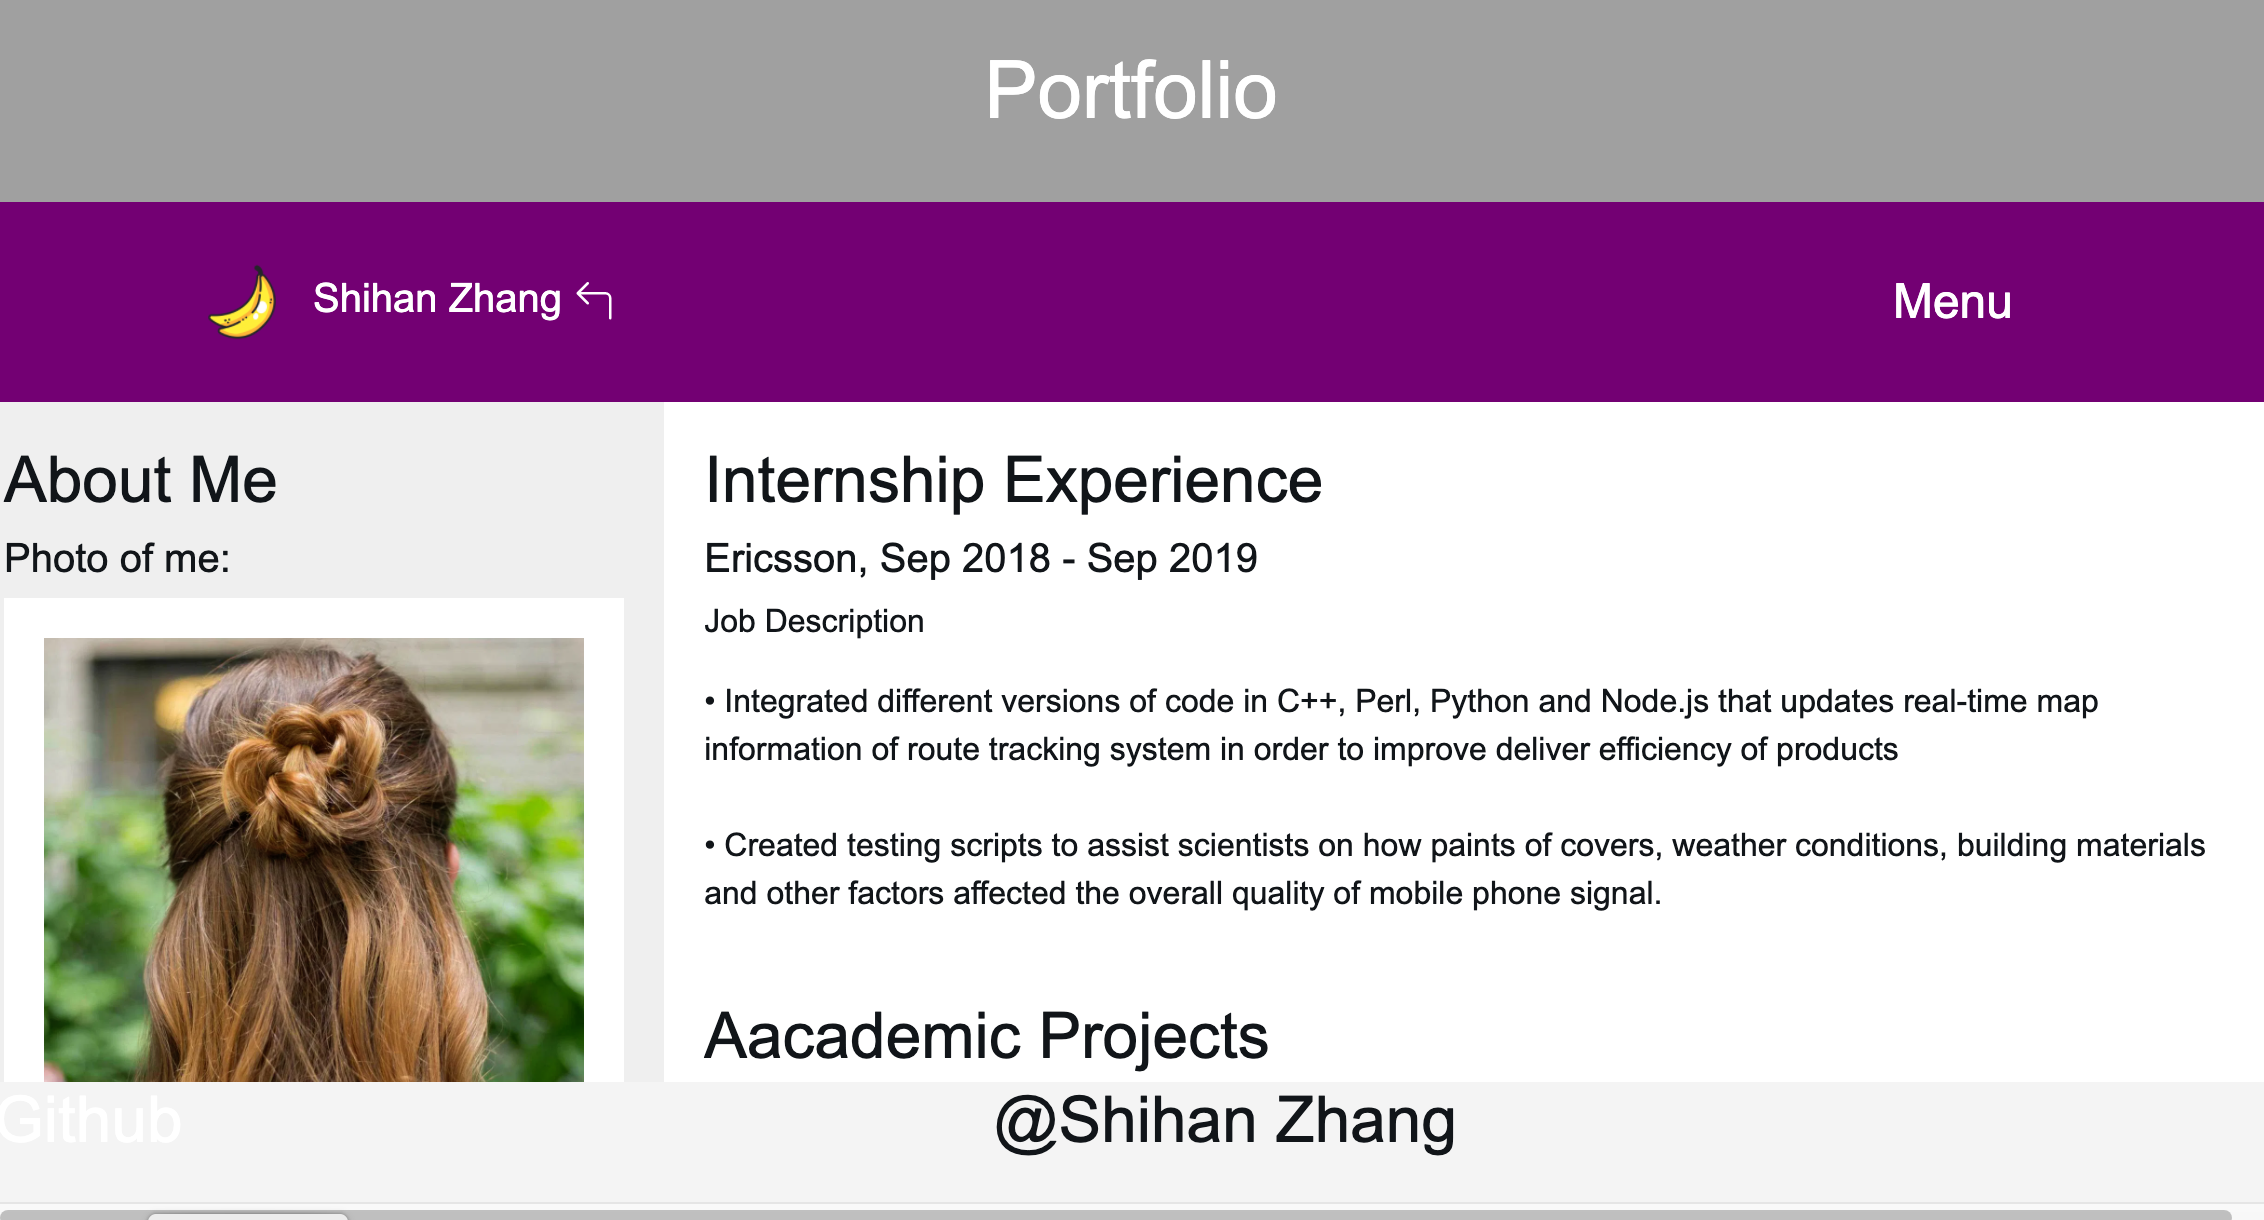 Portfolio
Shihan Zhang
Menu
About Me
Photo of me:
Internship Experience
Ericsson, Sep 2018 - Sep 2019
Job Description
• Integrated different versions of code in C++, Perl, Python and Node.js that updates real-time map
information of route tracking system in order to improve deliver efficiency of products
• Created testing scripts to assist scientists on how paints of covers, weather conditions, building materials
and other factors affected the overall quality of mobile phone signal.
Aacademic Projects
Github
@Shihan Zhang